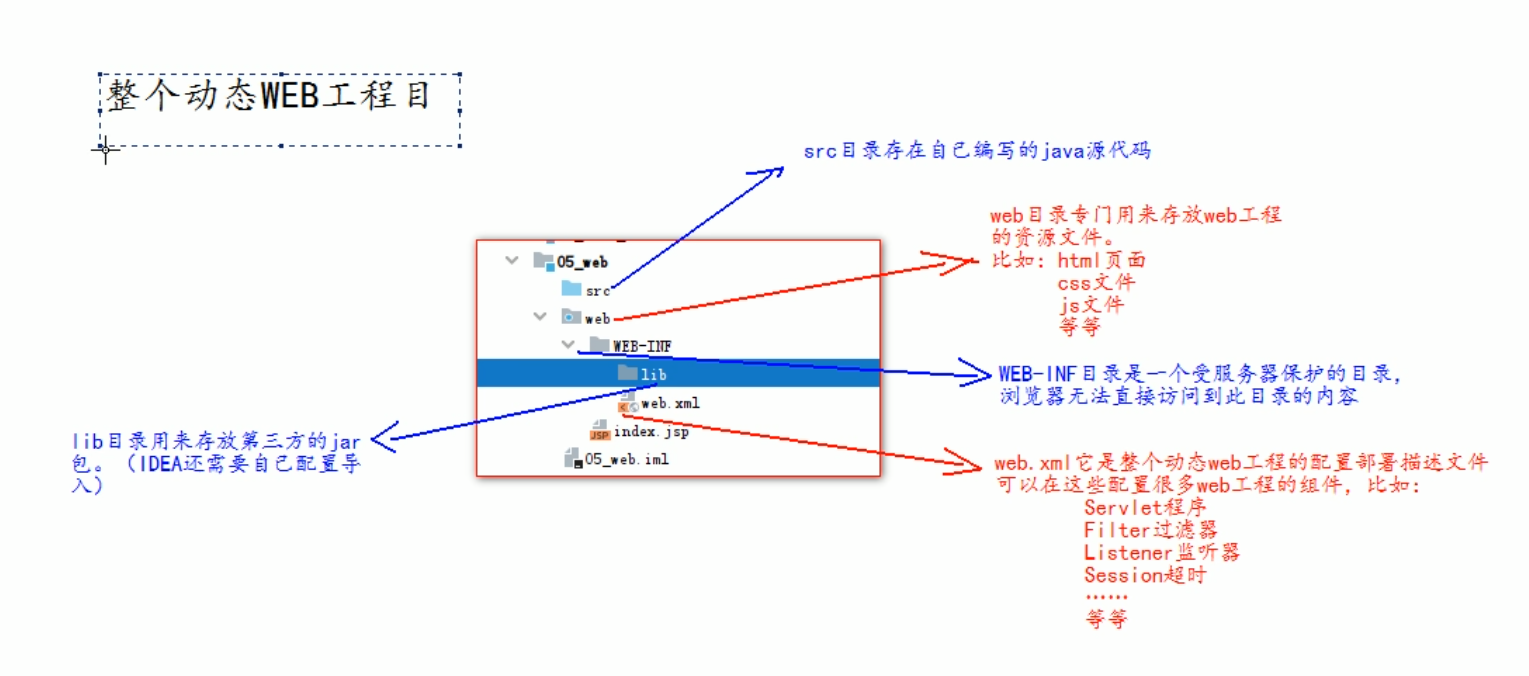 整个动态WEB工程目
src目录存在自己编写的java源代码
web目录专门用来存放web工程
的资源文件。
比如: html页面
css文件
js文件
等等
05_web
src
web
WEB-INF
lib
web.xml
index.jsp
05_web.iml
WEB-INF目录是一个受服务器保护的目录,
浏览器无法直接访问到此目录的内容
lib目录用来存放第三方的jar
包。（IDEA还需要自己配置导
入）
web.xml它是整个动态web工程的配置部署描述文件
可以在这些配置很多web工程的组件, 比如:
Servlet程序
Filter过滤器
Listener监听器
Session超时
……
等等